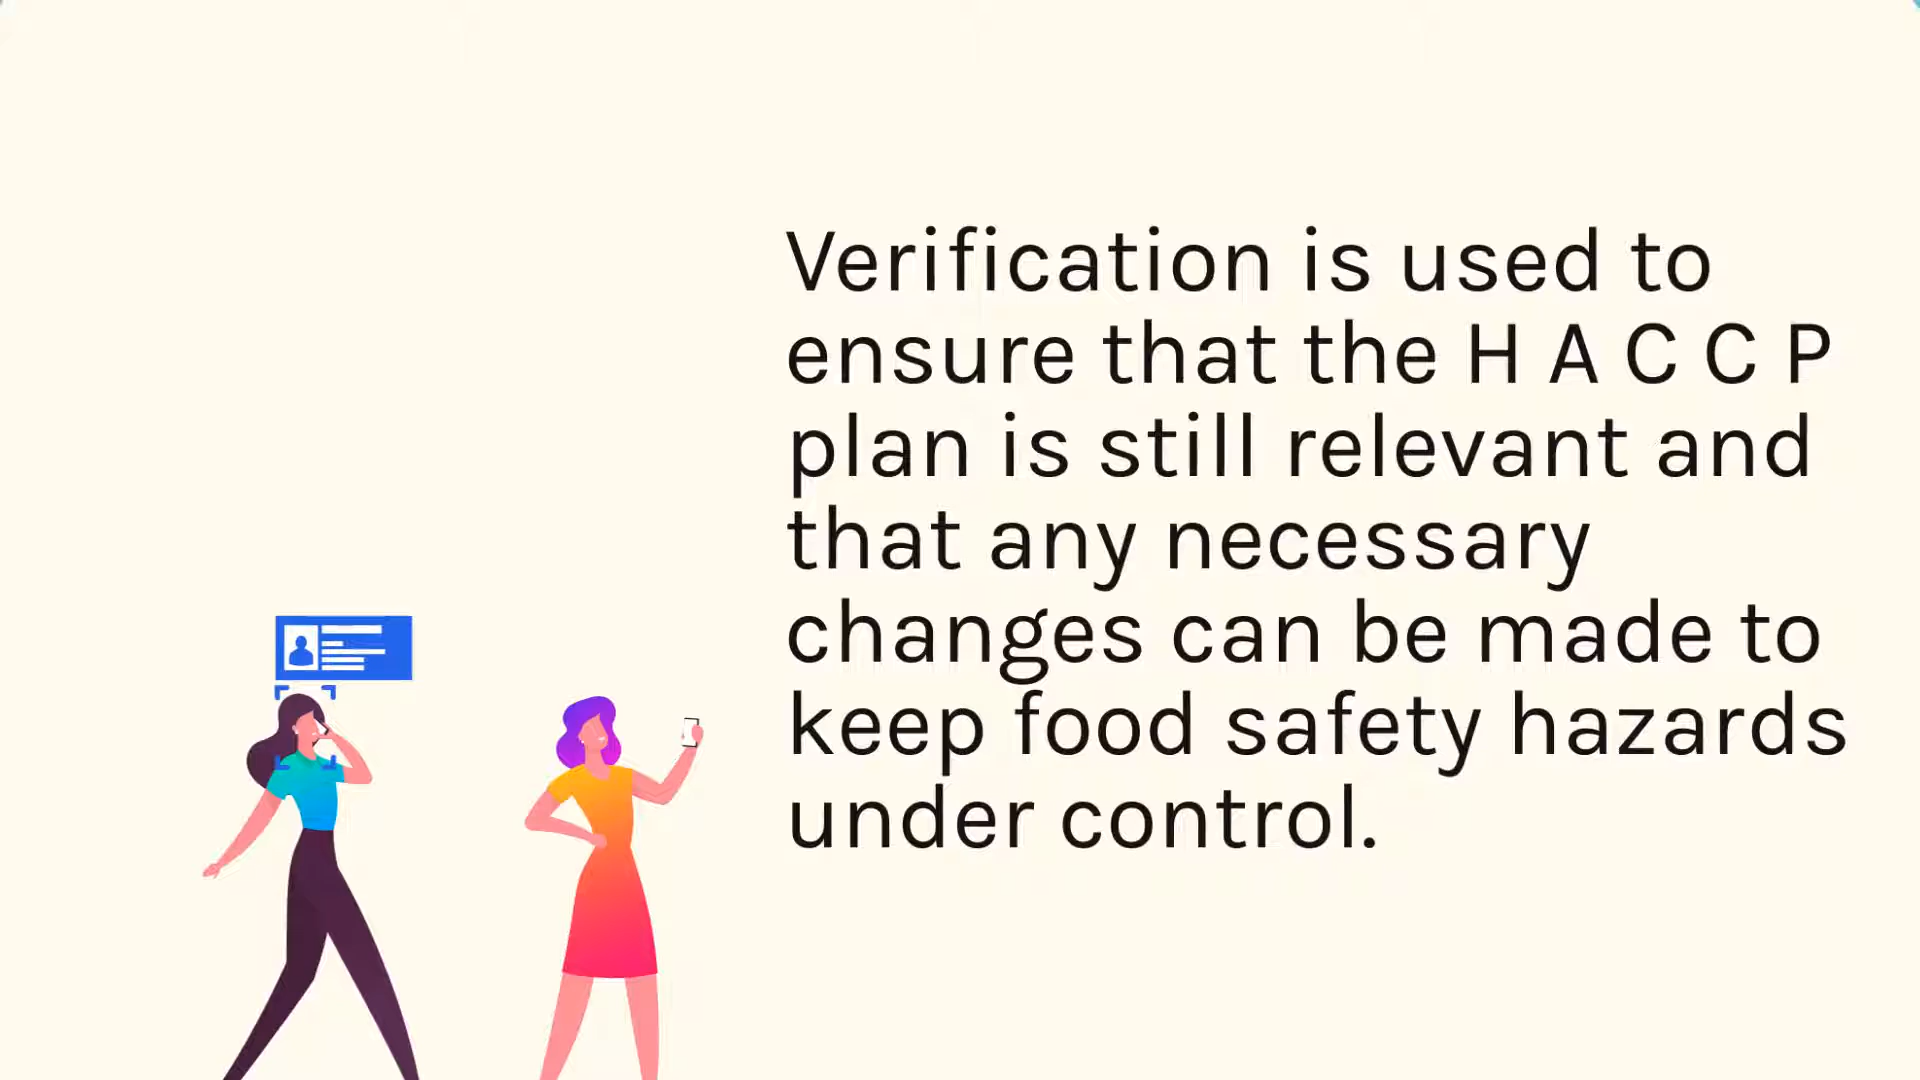 Verification is used to
ensure that the H A C C P
plan is still relevant and
that any necessary
changes can be made to
keep food safety hazards
under control.